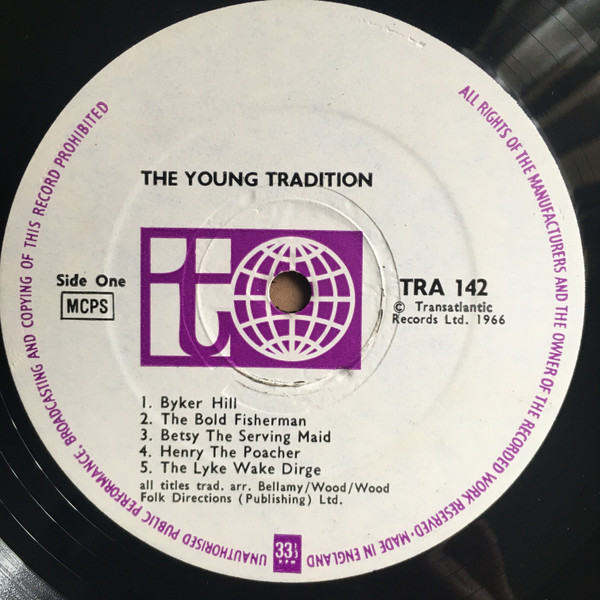 THE YOUNG TRADITION
Side One
MCPS
t
TRA 142
© Transatlantic
Records Ltd. 1966
1. Byker Hill
2. The Bold Fisherman
3. Betsy The Serving Maid
4. Henry The Poacher
5. The Lyke Wake Dirge
all titles trad. arr. Bellamy/Wood/Wood
Folk Directions (Publishing) Ltd.
33⅓
RPM
ALL RIGHTS OF THE MANUFACTURERS AND THE OWNER OF THE RECORDED WORK RESERVED · MADE IN ENGLAND
UNAUTHORISED PUBLIC PERFORMANCE, BROADCASTING AND COPYING OF THIS RECORD PROHIBITED